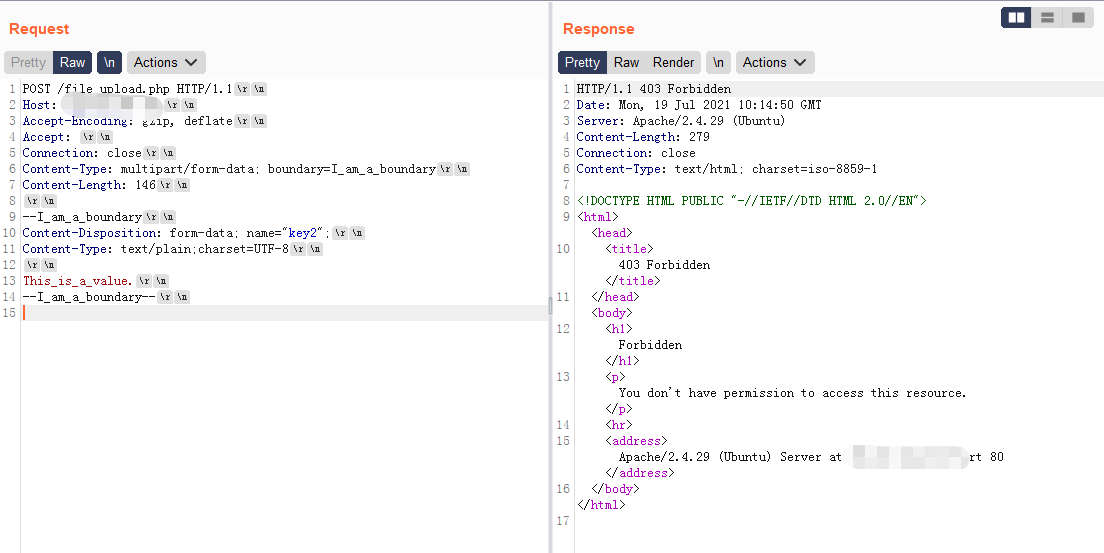 Request
Pretty Raw \n Actions
1 POST /file_upload.php HTTP/1.1 \r \n
2 Host: \r \n
3 Accept-Encoding: gzip, deflate \r \n
4 Accept: \r \n
5 Connection: close \r \n
6 Content-Type: multipart/form-data; boundary=I_am_a_boundary \r \n
7 Content-Length: 146 \r \n
8 \r \n
9 --I_am_a_boundary \r \n
10 Content-Disposition: form-data; name="key2"; \r \n
11 Content-Type: text/plain;charset=UTF-8 \r \n
12 \r \n
13 This_is_a_value. \r \n
14 --I_am_a_boundary-- \r \n
15
Response
Pretty Raw Render \n Actions
1 HTTP/1.1 403 Forbidden
2 Date: Mon, 19 Jul 2021 10:14:50 GMT
3 Server: Apache/2.4.29 (Ubuntu)
4 Content-Length: 279
5 Connection: close
6 Content-Type: text/html; charset=iso-8859-1
7
8 <!DOCTYPE HTML PUBLIC "-//IETF//DTD HTML 2.0//EN">
9 <html>
<head>
10 <title>
403 Forbidden
</title>
11 </head>
<body>
12 <h1>
Forbidden
</h1>
13 <p>
You don't have permission to access this resource.
</p>
14 <hr>
15 <address>
Apache/2.4.29 (Ubuntu) Server at rt 80
</address>
16 </body>
</html>
17